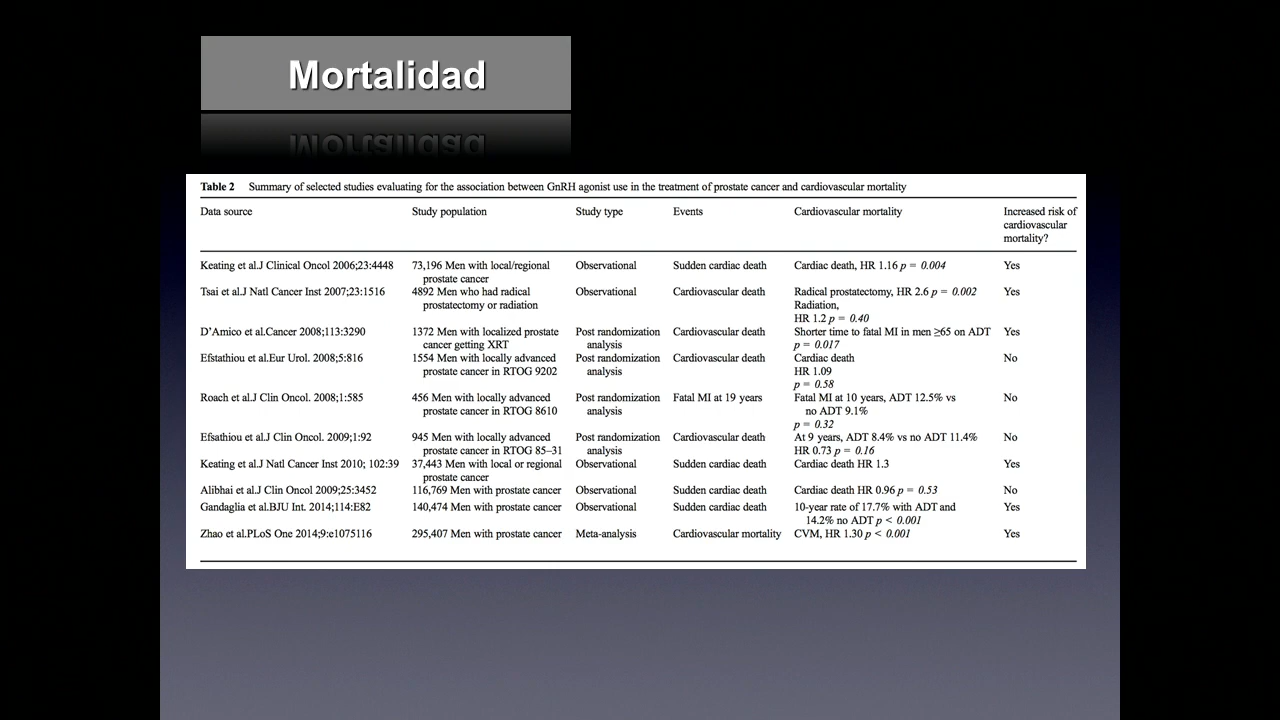 Mortalidad
Table 2 Summary of selected studies evaluating for the association between GnRH agonist use in the treatment of prostate cancer and cardiovascular mortality
Data source Study population Study type Events Cardiovascular mortality Increased risk of
cardiovascular
mortality?
Keating et al.J Clinical Oncol 2006;23:4448 73,196 Men with local/regional Observational Sudden cardiac death Cardiac death, HR 1.16 p = 0.004 Yes
prostate cancer
Tsai et al.J Natl Cancer Inst 2007;23:1516 4892 Men who had radical Observational Cardiovascular death Radical prostatectomy, HR 2.6 p = 0.002 Yes
prostatectomy or radiation Radiation,
HR 1.2 p = 0.40
D'Amico et al.Cancer 2008;113:3290 1372 Men with localized prostate Post randomization Cardiovascular death Shorter time to fatal MI in men ≥65 on ADT Yes
cancer getting XRT analysis p = 0.017
Efstathiou et al.Eur Urol. 2008;5:816 1554 Men with locally advanced Post randomization Cardiovascular death Cardiac death No
prostate cancer in RTOG 9202 analysis HR 1.09
p = 0.58
Roach et al.J Clin Oncol. 2008;1:585 456 Men with locally advanced Post randomization Fatal MI at 19 years Fatal MI at 10 years, ADT 12.5% vs No
prostate cancer in RTOG 8610 analysis no ADT 9.1%
p = 0.32
Efsathiou et al.J Clin Oncol. 2009;1:92 945 Men with locally advanced Post randomization Cardiovascular death At 9 years, ADT 8.4% vs no ADT 11.4% No
prostate cancer in RTOG 85–31 analysis HR 0.73 p = 0.16
Keating et al.J Natl Cancer Inst 2010; 102:39 37,443 Men with local or regional Observational Sudden cardiac death Cardiac death HR 1.3 Yes
prostate cancer
Alibhai et al.J Clin Oncol 2009;25:3452 116,769 Men with prostate cancer Observational Sudden cardiac death Cardiac death HR 0.96 p = 0.53 No
Gandaglia et al.BJU Int. 2014;114:E82 140,474 Men with prostate cancer Observational Sudden cardiac death 10-year rate of 17.7% with ADT and Yes
14.2% no ADT p < 0.001
Zhao et al.PLoS One 2014;9:e1075116 295,407 Men with prostate cancer Meta-analysis Cardiovascular mortality CVM, HR 1.30 p < 0.001 Yes